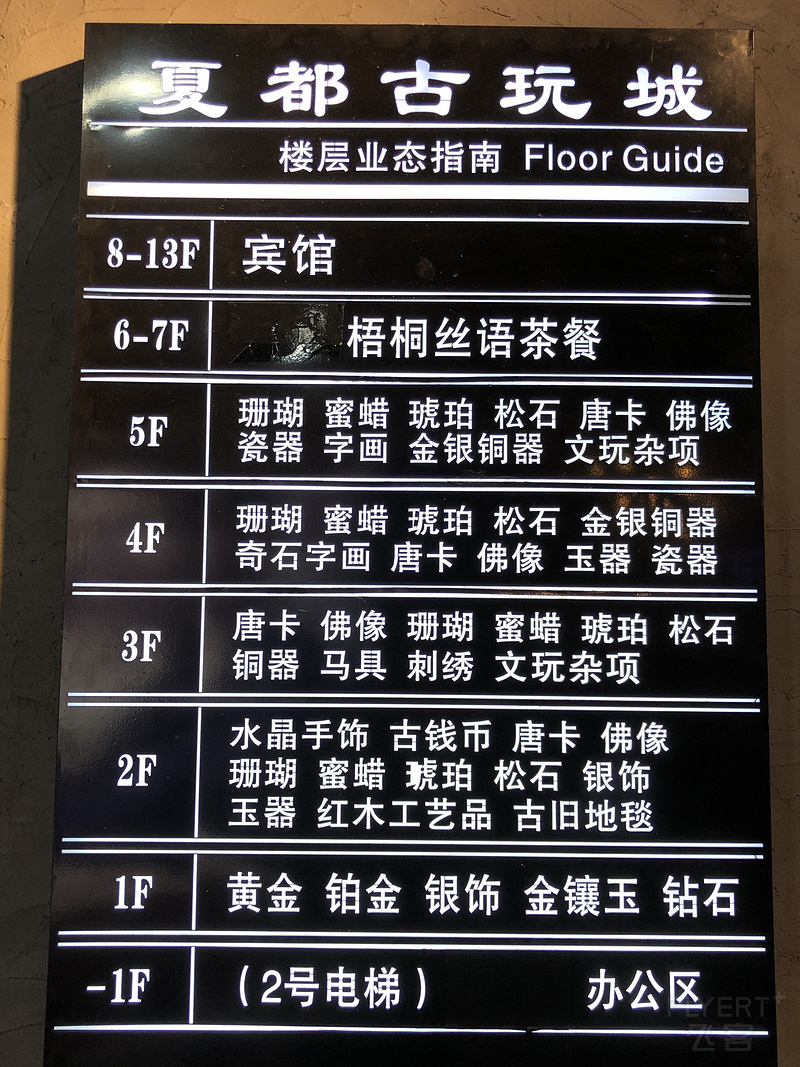 夏都古玩城
楼层业态指南 Floor Guide
8-13F 宾馆
6-7F 梧桐丝语茶餐
5F 珊瑚 蜜蜡 琥珀 松石 唐卡 佛像
瓷器 字画 金银铜器 文玩杂项
4F 珊瑚 蜜蜡 琥珀 松石 金银铜器
奇石字画 唐卡 佛像 玉器 瓷器
3F 唐卡 佛像 珊瑚 蜜蜡 琥珀 松石
铜器 马具 刺绣 文玩杂项
2F 水晶手饰 古钱币 唐卡 佛像
珊瑚 蜜蜡 琥珀 松石 银饰
玉器 红木工艺品 古旧地毯
1F 黄金 铂金 银饰 金镶玉 钻石
-1F （2号电梯） 办公区
FLYERT+
飞客